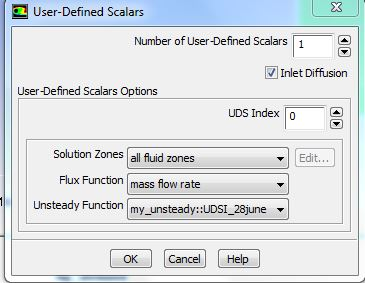 User-Defined Scalars
Number of User-Defined Scalars 1
Inlet Diffusion
User-Defined Scalars Options
UDS Index 0
Solution Zones all fluid zones Edit...
Flux Function mass flow rate
Unsteady Function my_unsteady::UDSI_28june
OK Cancel Help